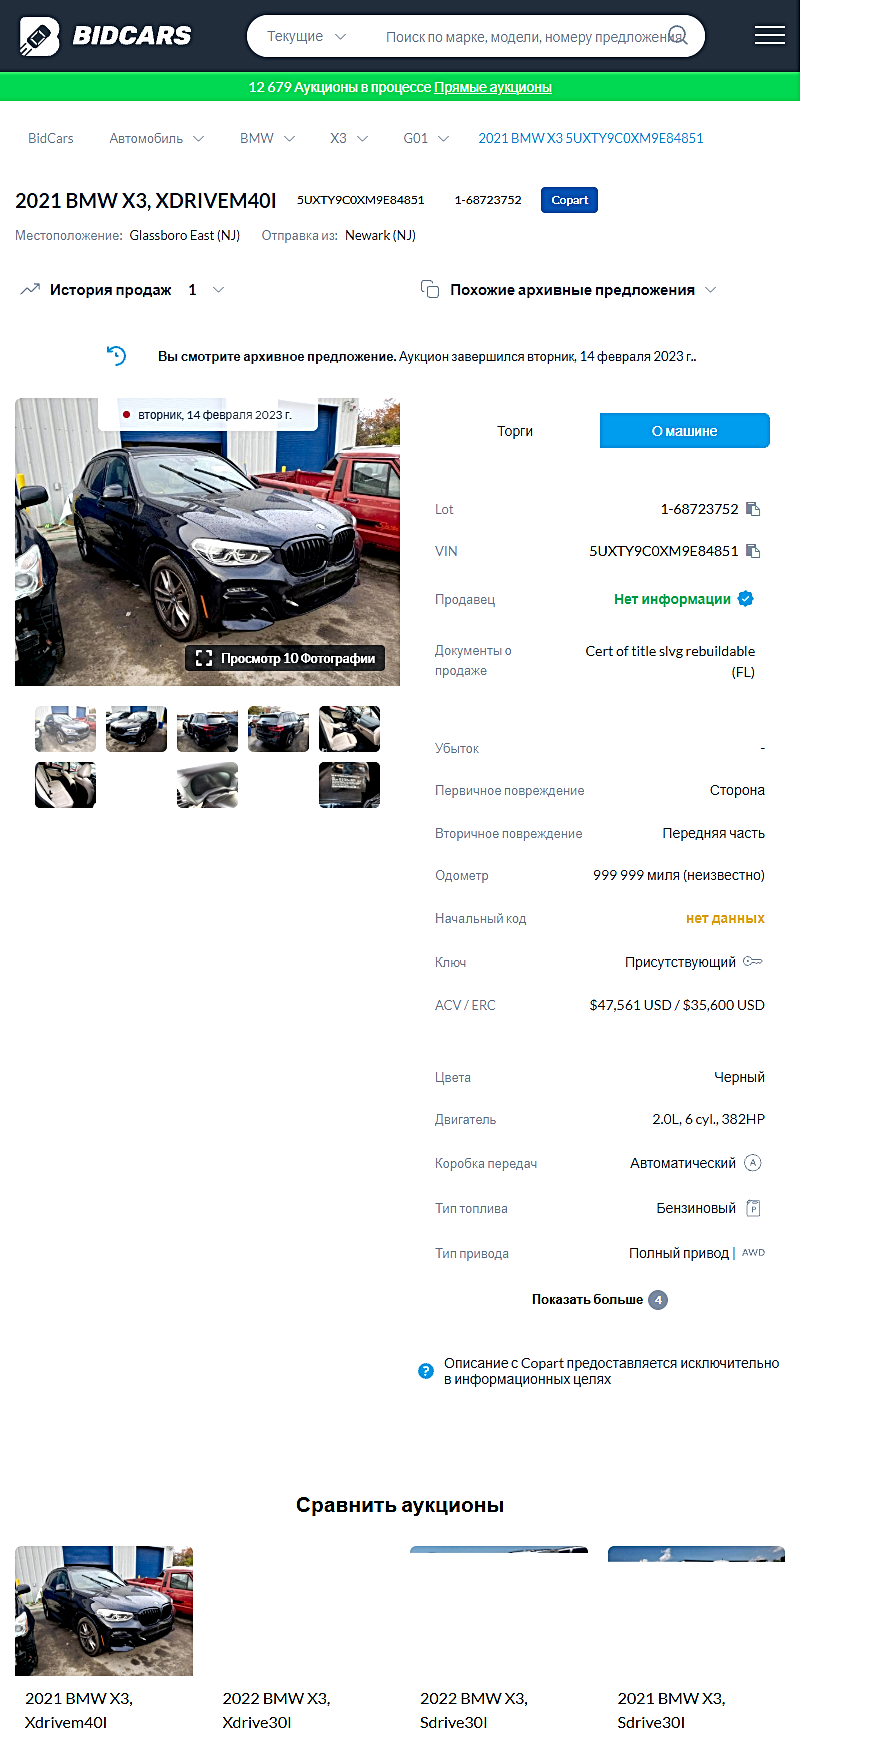 BIDCARS
Текущие
Поиск по марке, модели, номеру предложения
12 679 Аукционы в процессе Прямые аукционы
BidCars Автомобиль BMW X3 G01 2021 BMW X3 5UXTY9C0XM9E84851
2021 BMW X3, XDRIVEM40I 5UXTY9C0XM9E84851 1-68723752 Copart
Местоположение: Glassboro East (NJ) Отправка из: Newark (NJ)
История продаж 1
Похожие архивные предложения
Вы смотрите архивное предложение. Аукцион завершился вторник, 14 февраля 2023 г..
вторник, 14 февраля 2023 г.
Просмотр 10 Фотографии
Торги
О машине
Lot 1-68723752
VIN 5UXTY9C0XM9E84851
Продавец Нет информации
Документы о продаже Cert of title slvg rebuildable
(FL)
Убыток -
Первичное повреждение Сторона
Вторичное повреждение Передняя часть
Одометр 999 999 миля (неизвестно)
Начальный код нет данных
Ключ Присутствующий
ACV / ERC $47,561 USD / $35,600 USD
Цвета Черный
Двигатель 2.0L, 6 cyl., 382HP
Коробка передач Автоматический A
Тип топлива Бензиновый P
Тип привода Полный привод | AWD
Показать больше 4
? Описание с Copart предоставляется исключительно
в информационных целях
Сравнить аукционы
2021 BMW X3,
Xdrivem40I
2022 BMW X3,
Xdrive30I
2022 BMW X3,
Sdrive30I
2021 BMW X3,
Sdrive30I